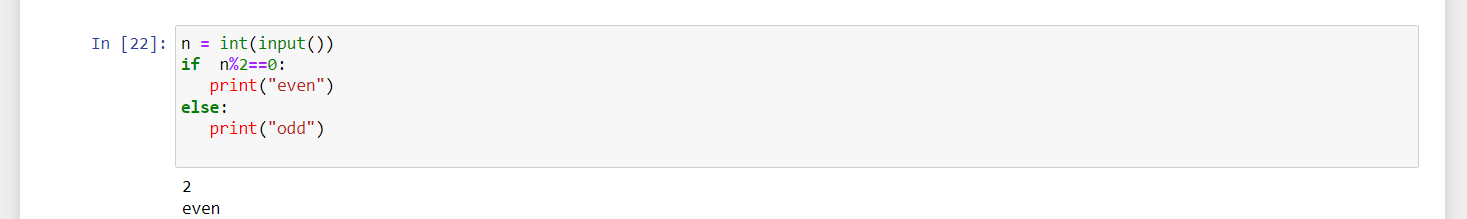 In [22]: n = int(input())
if  n%2==0:
   print("even")
else:
   print("odd")
2
even